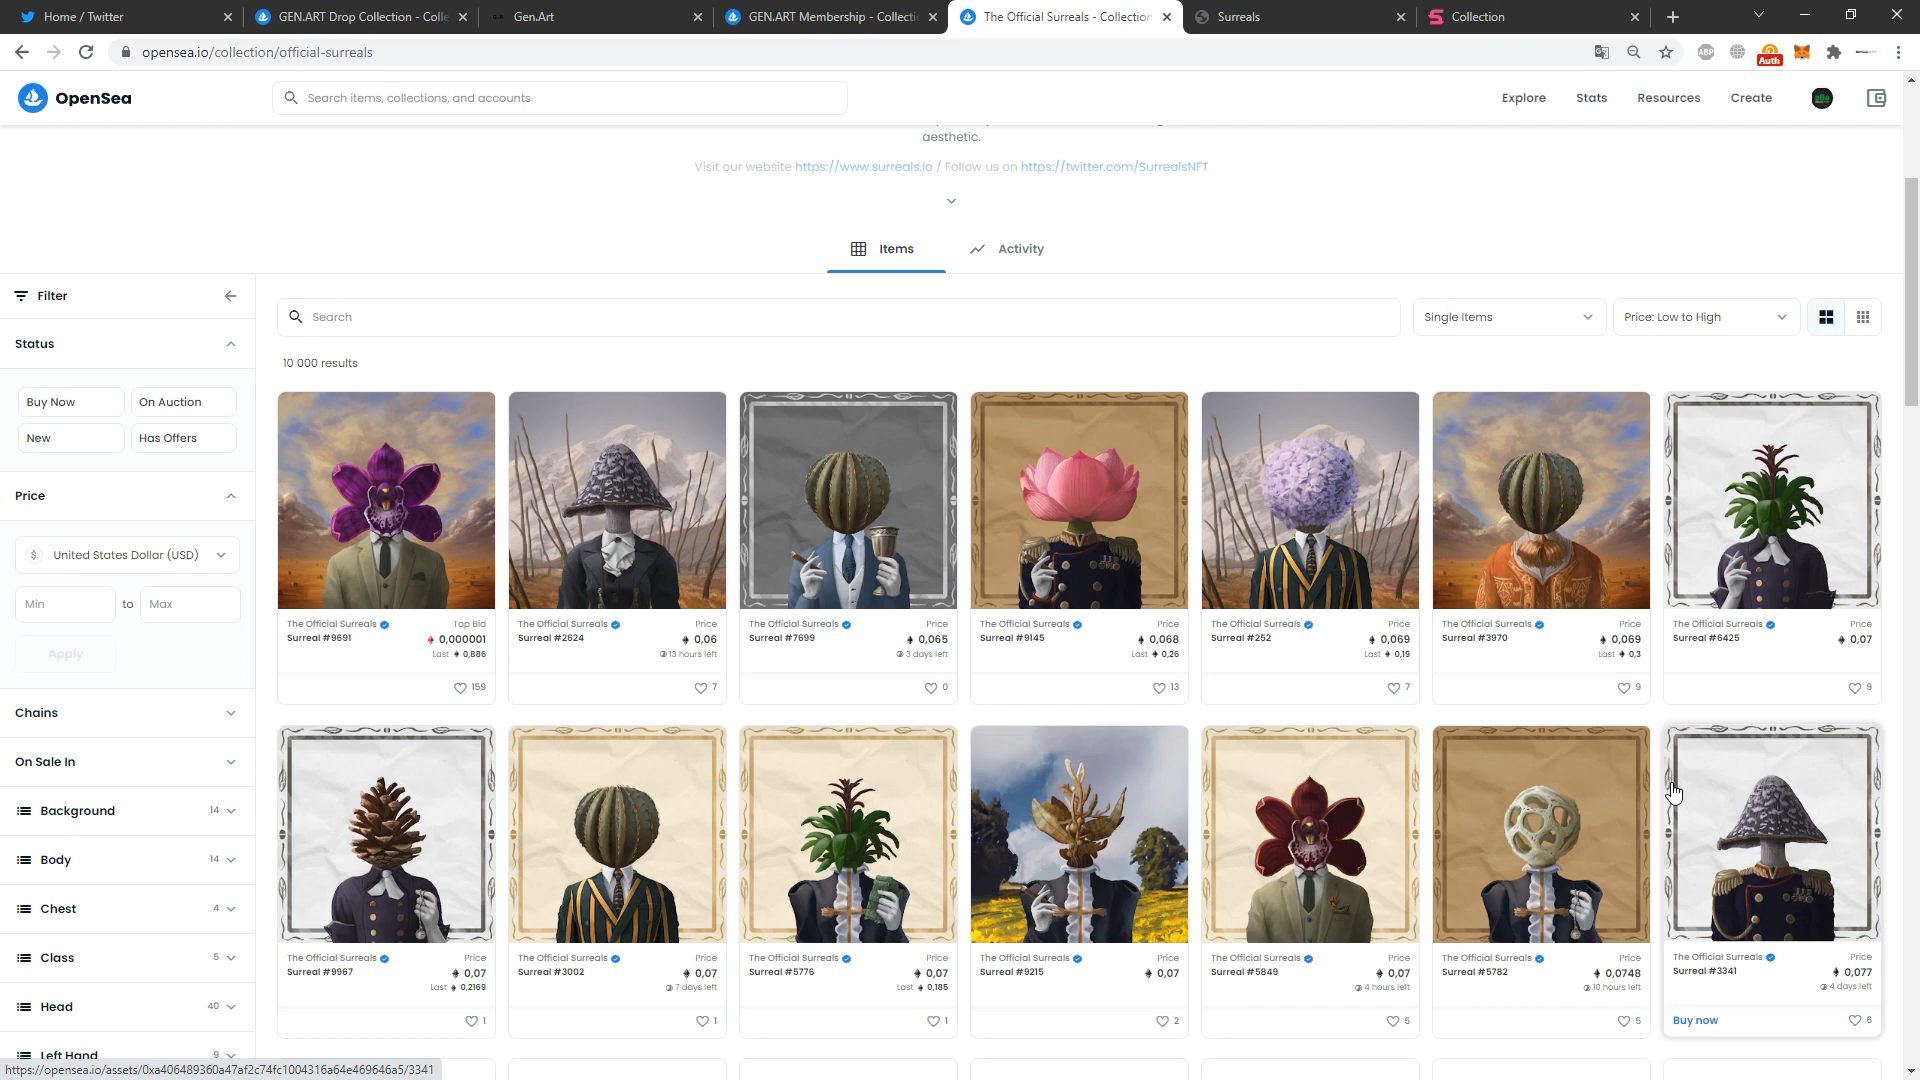 Home / Twitter
GEN.ART Drop Collection - Colle
Gen.Art
GEN.ART Membership - Collectio
The Official Surreals - Collection
Surreals
Collection
opensea.io/collection/official-surreals
ABP
Auth
OpenSea
Search items, collections, and accounts
Explore
Stats
Resources
Create
aesthetic.
Visit our website https://www.surreals.io / Follow us on https://twitter.com/SurrealsNFT
Items
Activity
Filter
Search
Single Items
Price: Low to High
Status
10 000 results
Buy Now
On Auction
New
Has Offers
Price
United States Dollar (USD)
Min
to
Max
Apply
Chains
On Sale In
Background 14
Body 14
Chest 4
Class 5
Head 40
Left Hand 9
The Official Surreals Top Bid
Surreal #9691 0,000001
Last 0,886
159
The Official Surreals Price
Surreal #2624 0,06
13 hours left
7
The Official Surreals Price
Surreal #7699 0,065
3 days left
0
The Official Surreals Price
Surreal #9145 0,068
Last 0,26
13
The Official Surreals Price
Surreal #252 0,069
Last 0,19
7
The Official Surreals Price
Surreal #3970 0,069
Last 0,3
9
The Official Surreals Price
Surreal #6425 0,07
9
The Official Surreals Price
Surreal #9967 0,07
Last 0,2169
1
The Official Surreals Price
Surreal #3002 0,07
7 days left
1
The Official Surreals Price
Surreal #5776 0,07
Last 0,185
1
The Official Surreals Price
Surreal #9215 0,07
2
The Official Surreals Price
Surreal #5849 0,07
4 hours left
5
The Official Surreals Price
Surreal #5782 0,0748
10 hours left
5
The Official Surreals Price
Surreal #3341 0,077
4 days left
Buy now 6
https://opensea.io/assets/0xa406489360a47af2c74fc1004316a64e469646a5/3341